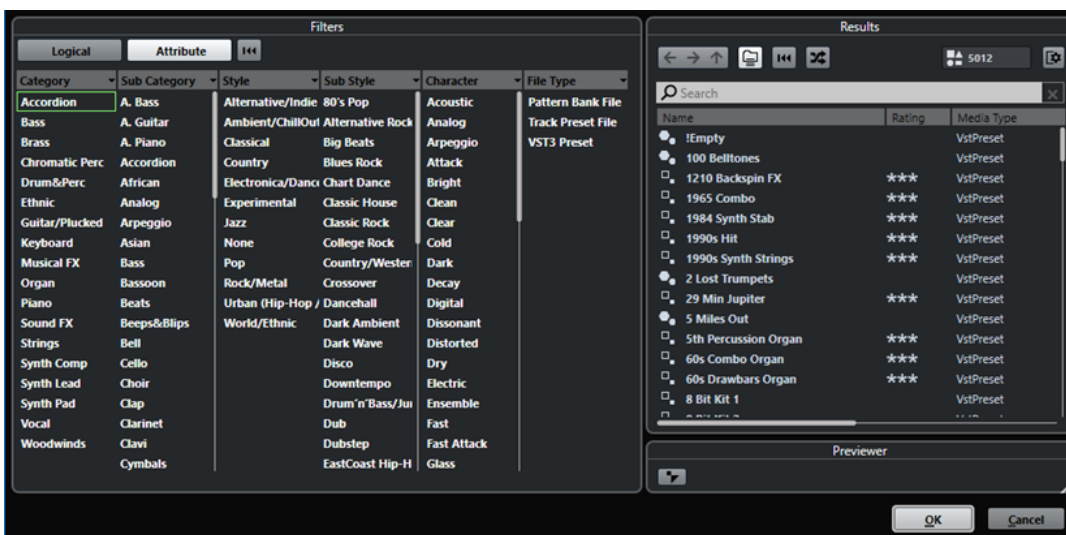 Filters
Logical Attribute
Category Sub Category Style Sub Style Character File Type
Accordion A. Bass Alternative/Indie 80's Pop Acoustic Pattern Bank File
Bass A. Guitar Ambient/ChillOut Alternative Rock Analog Track Preset File
Brass A. Piano Classical Big Beats Arpeggio VST3 Preset
Chromatic Perc Accordion Country Blues Rock Attack
Drum&Perc African Electronica/Danc Chart Dance Bright
Ethnic Analog Experimental Classic House Clean
Guitar/Plucked Arpeggio Jazz Classic Rock Clear
Keyboard Asian None College Rock Cold
Musical FX Bass Pop Country/Wester Dark
Organ Bassoon Rock/Metal Crossover Decay
Piano Beats Urban (Hip-Hop / Dancehall Digital
Sound FX Beeps&Blips World/Ethnic Dark Ambient Dissonant
Strings Bell Dark Wave Distorted
Synth Comp Cello Disco Dry
Synth Lead Choir Downtempo Electric
Synth Pad Clap Drum´n´Bass/Ju Ensemble
Vocal Clarinet Dub Fast
Woodwinds Clavi Dubstep Fast Attack
Cymbals EastCoast Hip-H Glass
Results
5012
Search
Name Rating Media Type
!Empty VstPreset
100 Belltones VstPreset
1210 Backspin FX *** VstPreset
1965 Combo *** VstPreset
1984 Synth Stab *** VstPreset
1990s Hit *** VstPreset
1990s Synth Strings *** VstPreset
2 Lost Trumpets VstPreset
29 Min Jupiter *** VstPreset
5 Miles Out VstPreset
5th Percussion Organ *** VstPreset
60s Combo Organ *** VstPreset
60s Drawbars Organ *** VstPreset
8 Bit Kit 1 VstPreset
Previewer
OK Cancel